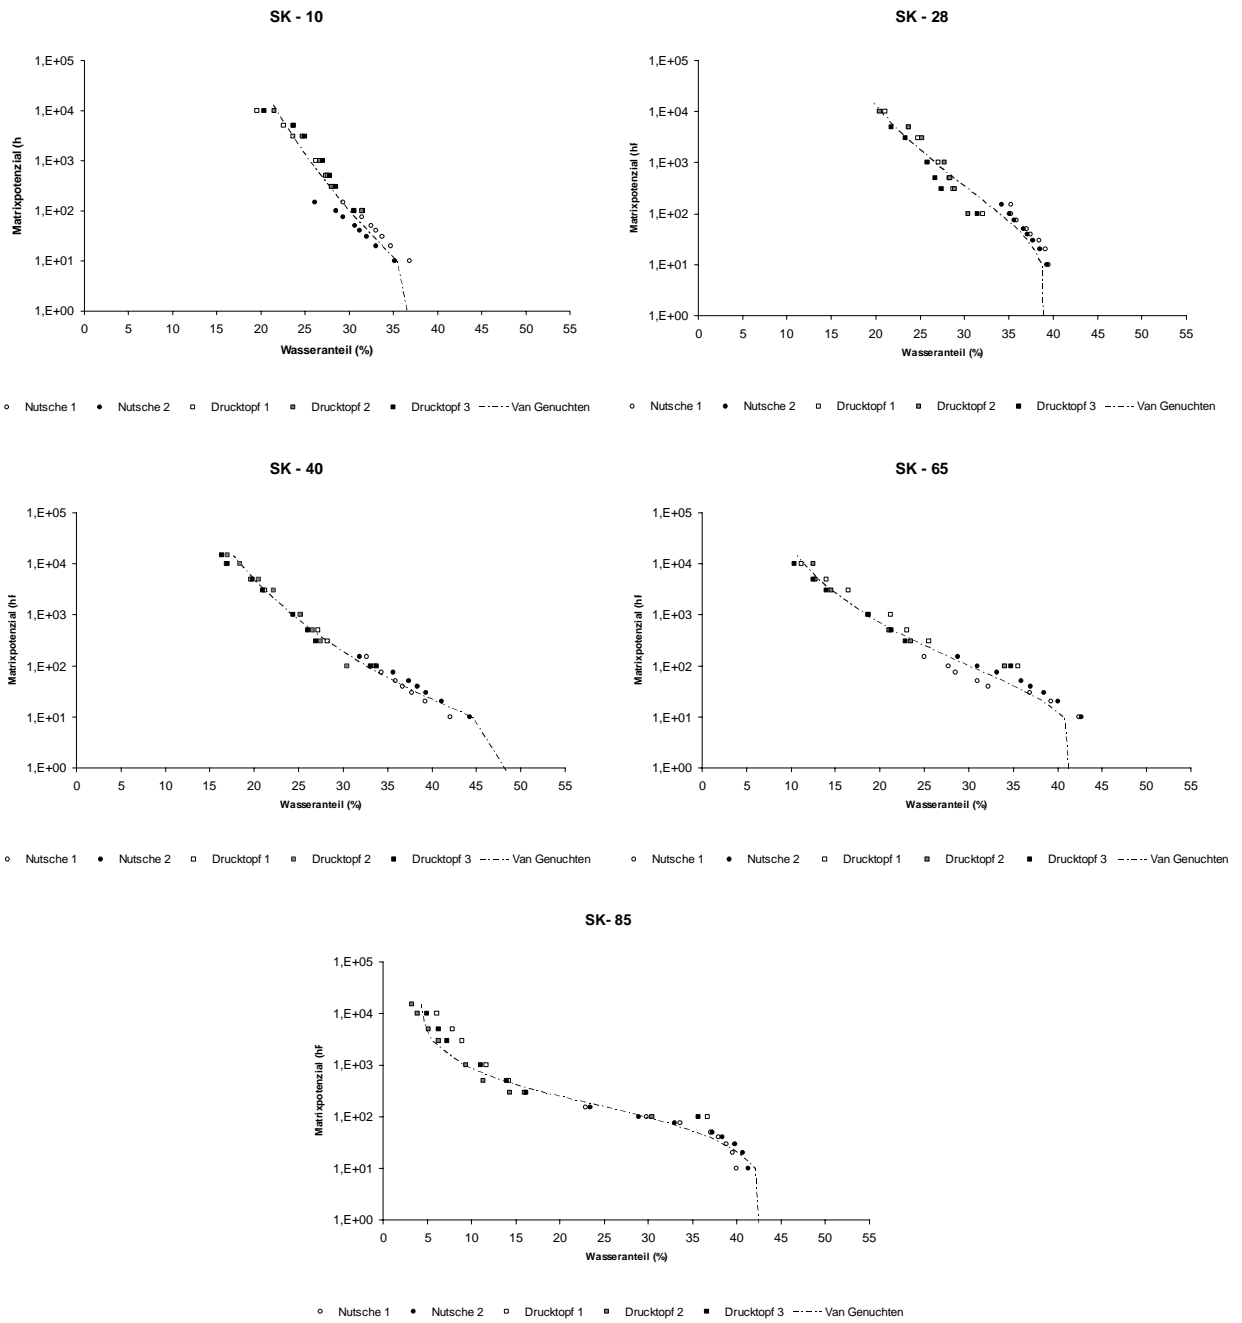 SK - 10
1,E+05
1,E+04
1,E+03
1,E+02
1,E+01
1,E+00
Matrixpotenzial (h
0 5 10 15 20 25 30 35 40 45 50 55
Wasseranteil (%)
Nutsche 1 Nutsche 2 Drucktopf 1 Drucktopf 2 Drucktopf 3 Van Genuchten
SK - 28
1,E+05
1,E+04
1,E+03
1,E+02
1,E+01
1,E+00
Matrixpotenzial (hF
0 5 10 15 20 25 30 35 40 45 50 55
Wasseranteil (%)
Nutsche 1 Nutsche 2 Drucktopf 1 Drucktopf 2 Drucktopf 3 Van Genuchten
SK - 40
1,E+05
1,E+04
1,E+03
1,E+02
1,E+01
1,E+00
Matrixpotenzial (hF
0 5 10 15 20 25 30 35 40 45 50 55
Wasseranteil (%)
Nutsche 1 Nutsche 2 Drucktopf 1 Drucktopf 2 Drucktopf 3 Van Genuchten
SK - 65
1,E+05
1,E+04
1,E+03
1,E+02
1,E+01
1,E+00
Matrixpotenzial (hF
0 5 10 15 20 25 30 35 40 45 50 55
Wasseranteil (%)
Nutsche 1 Nutsche 2 Drucktopf 1 Drucktopf 2 Drucktopf 3 Van Genuchten
SK- 85
1,E+05
1,E+04
1,E+03
1,E+02
1,E+01
1,E+00
Matrixpotenzial (hF
0 5 10 15 20 25 30 35 40 45 50 55
Wasseranteil (%)
Nutsche 1 Nutsche 2 Drucktopf 1 Drucktopf 2 Drucktopf 3 Van Genuchten